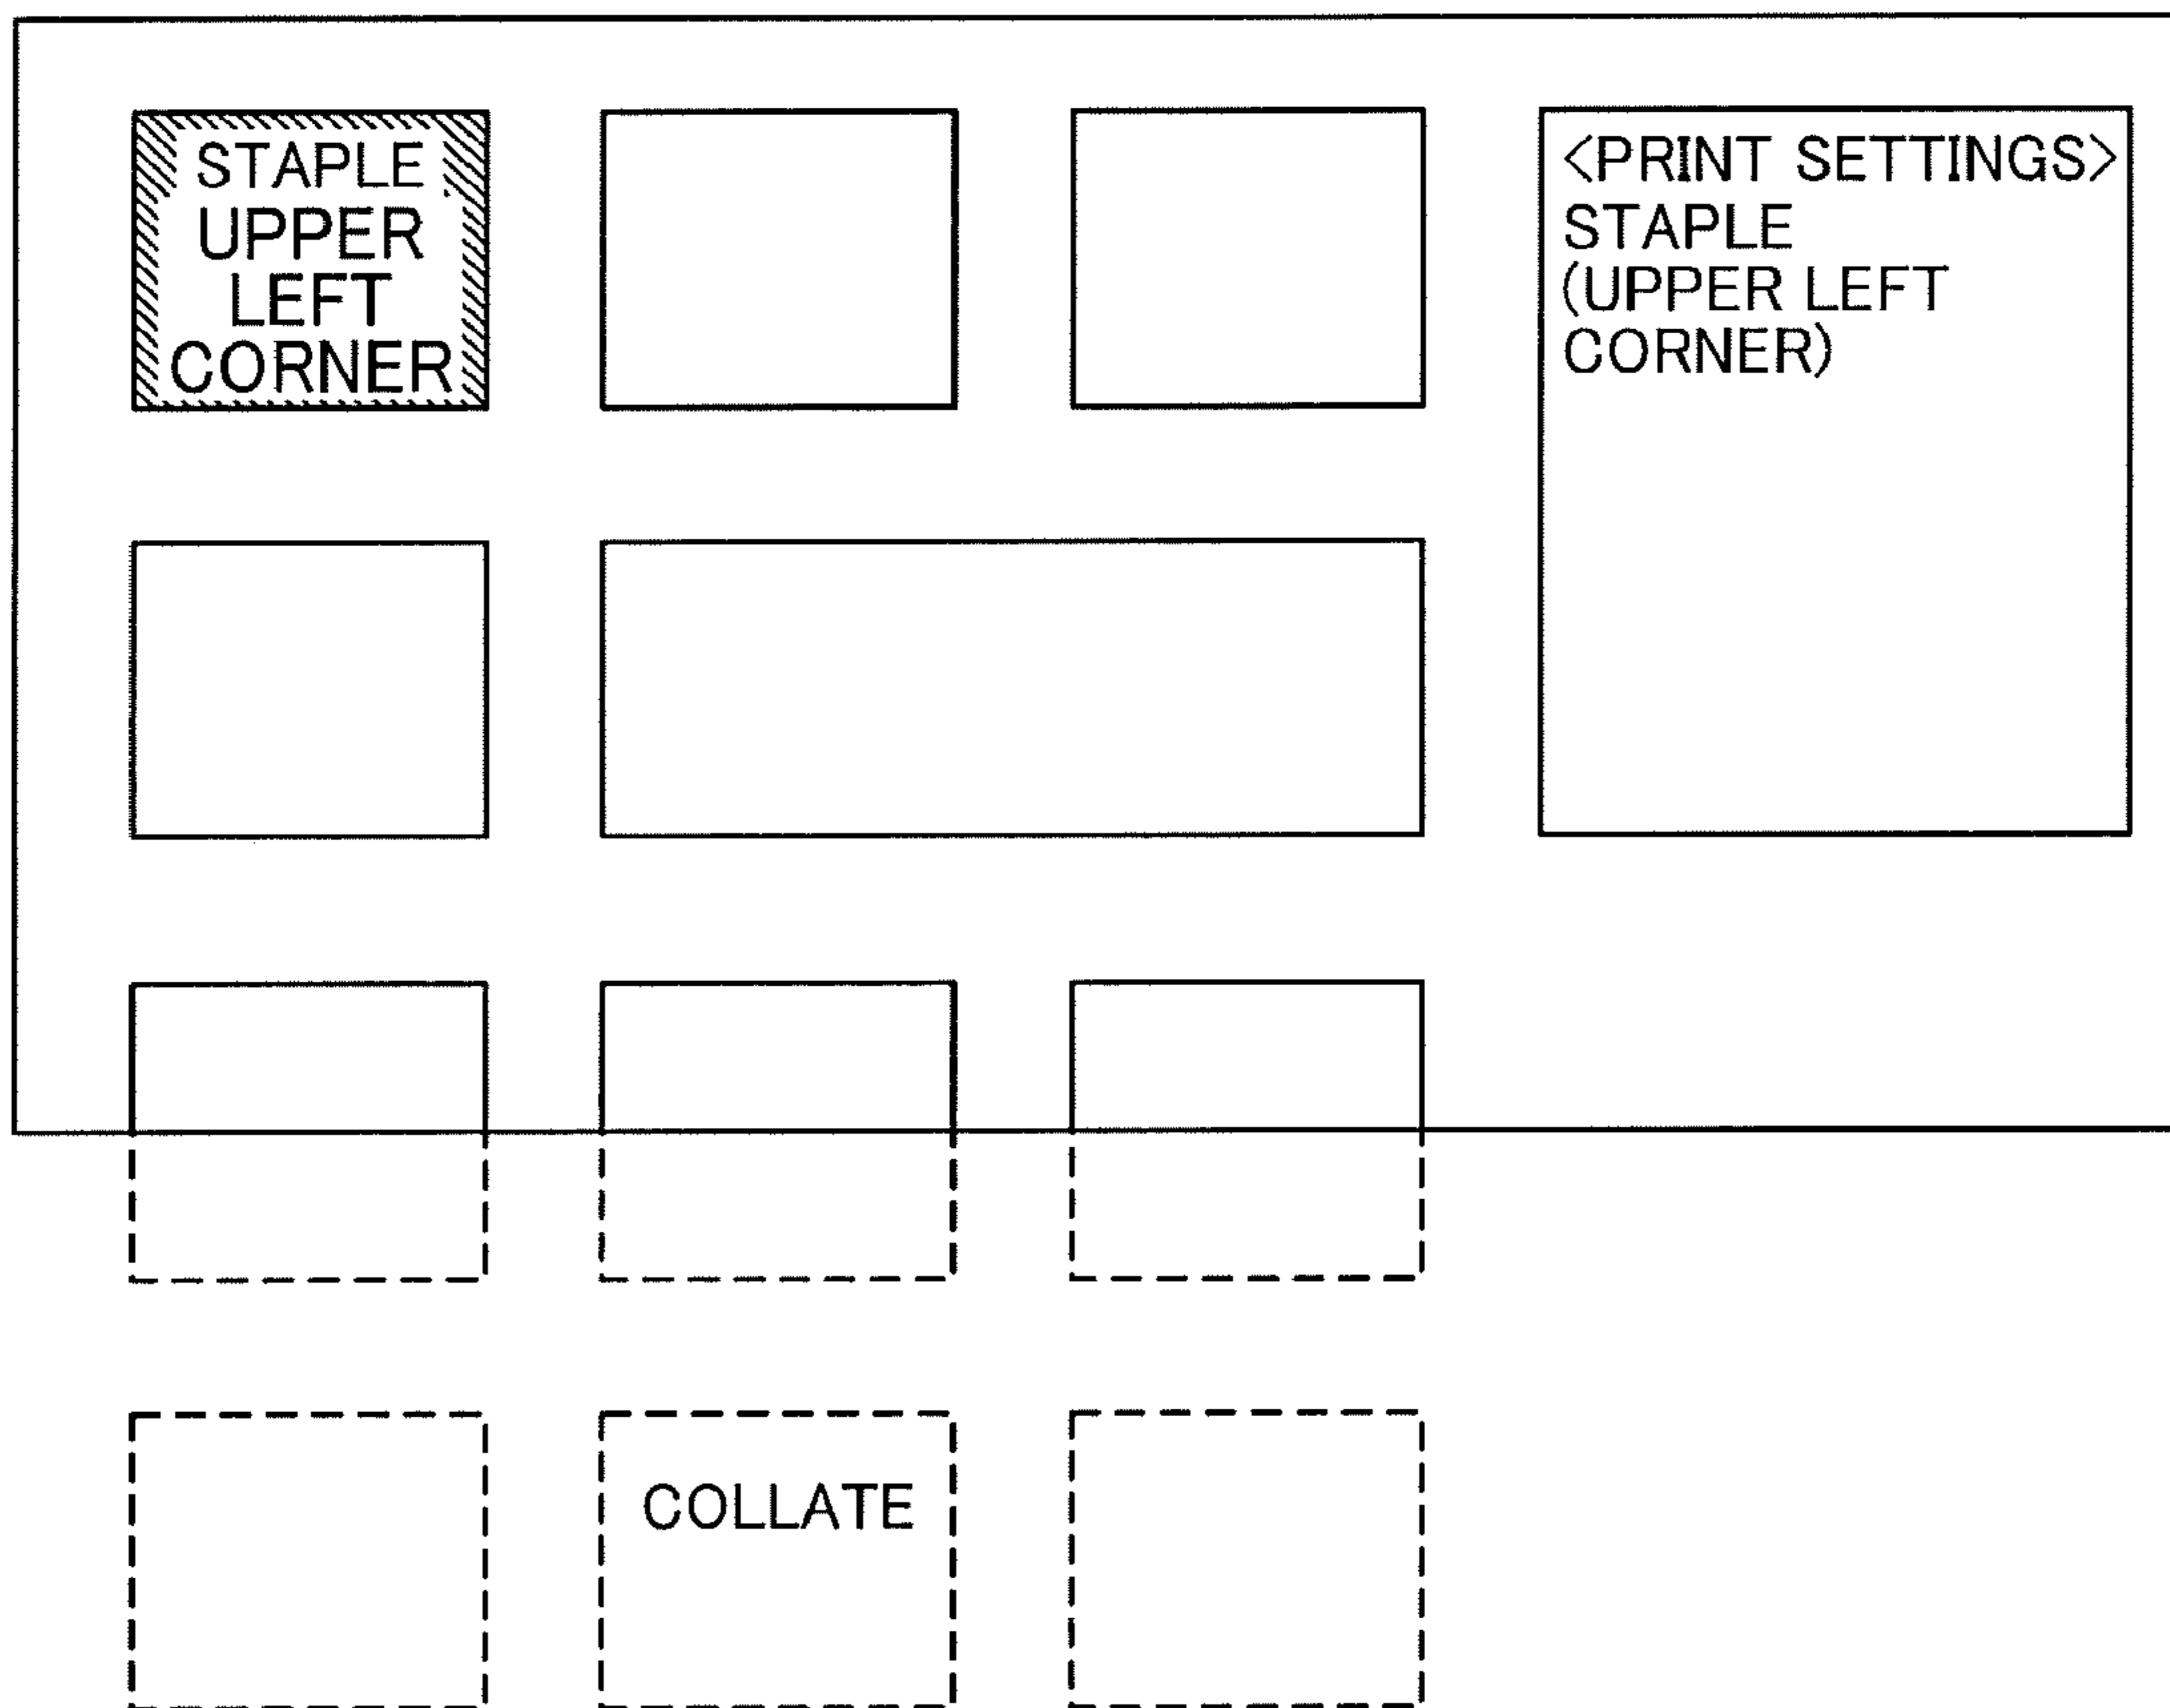 STAPLE
UPPER
LEFT
CORNER
<PRINT SETTINGS>
STAPLE
(UPPER LEFT
CORNER)
COLLATE